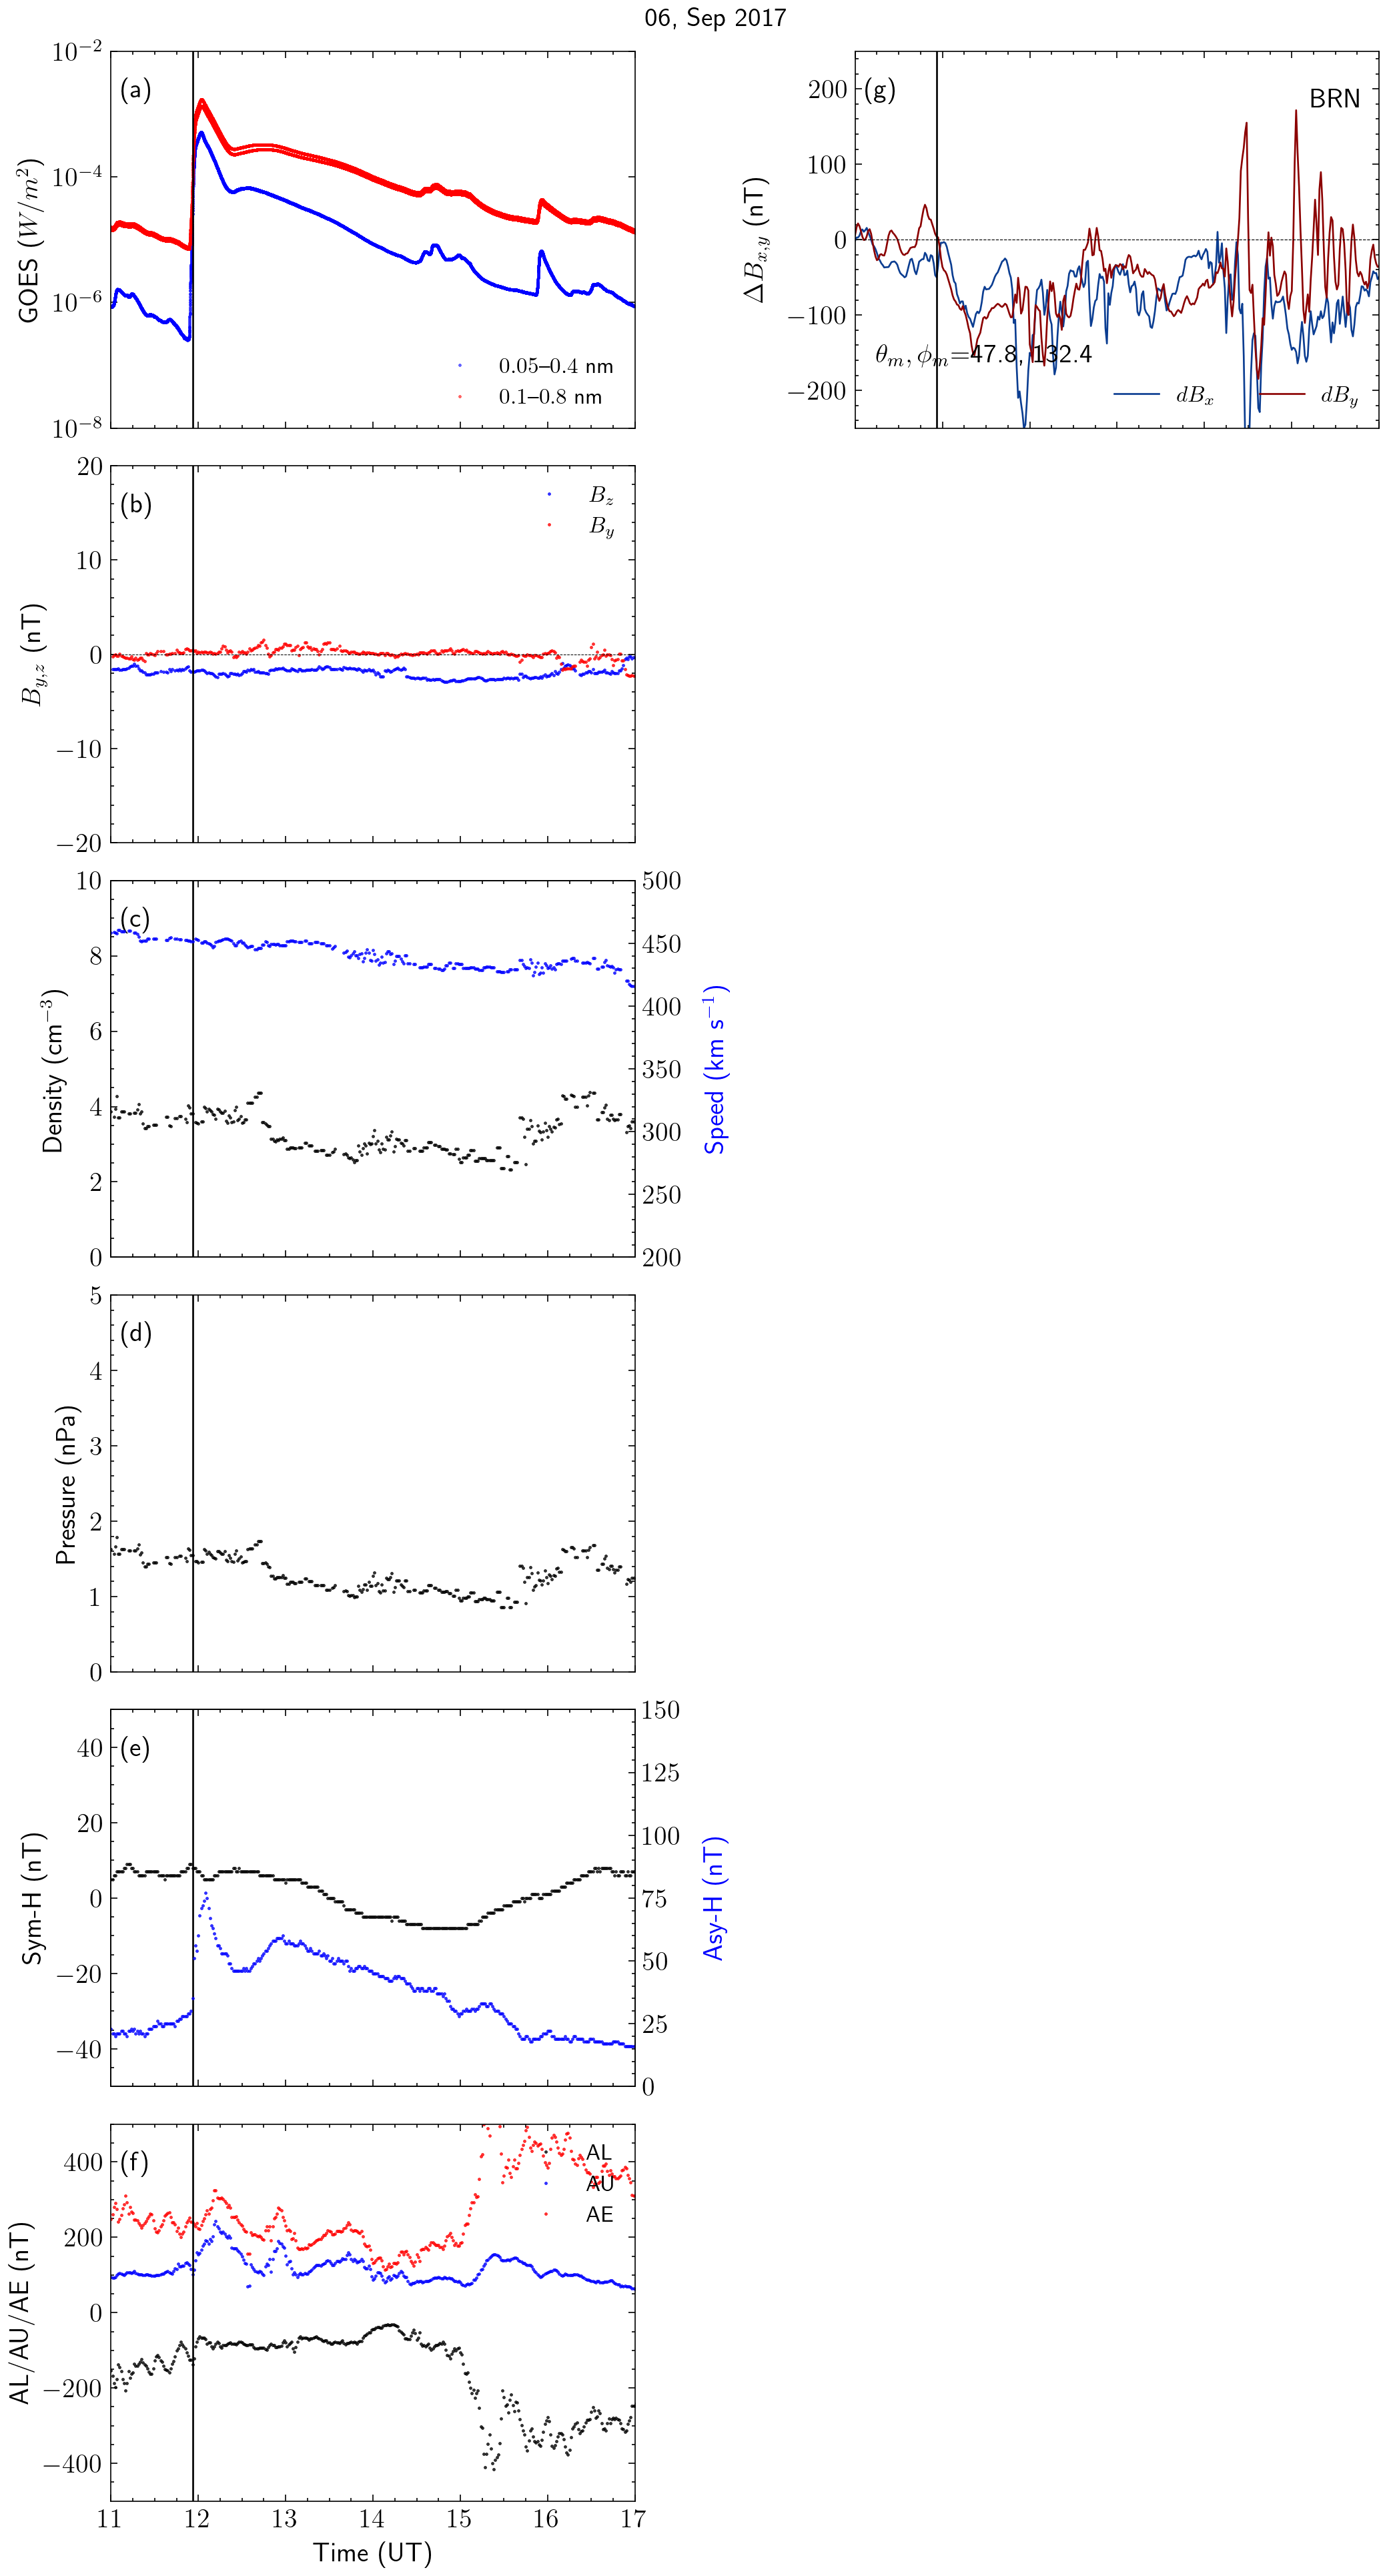 06, Sep 2017
(a)
GOES (W/m²)
10⁻²
10⁻⁴
10⁻⁶
10⁻⁸
0.05–0.4 nm
0.1–0.8 nm
(b)
B_{y,z} (nT)
20
10
0
−10
−20
B_z
B_y
(c)
Density (cm⁻³)
10
8
6
4
2
0
500
450
400
350
300
250
200
Speed (km s⁻¹)
(d)
Pressure (nPa)
5
4
3
2
1
0
(e)
Sym-H (nT)
40
20
0
−20
−40
150
125
100
75
50
25
0
Asy-H (nT)
(f)
AL/AU/AE (nT)
400
200
0
−200
−400
AL
AU
AE
11 12 13 14 15 16 17
Time (UT)
(g)
BRN
ΔB_{x,y} (nT)
200
100
0
−100
−200
θ_m, ϕ_m=47.8, 132.4
dB_x
dB_y